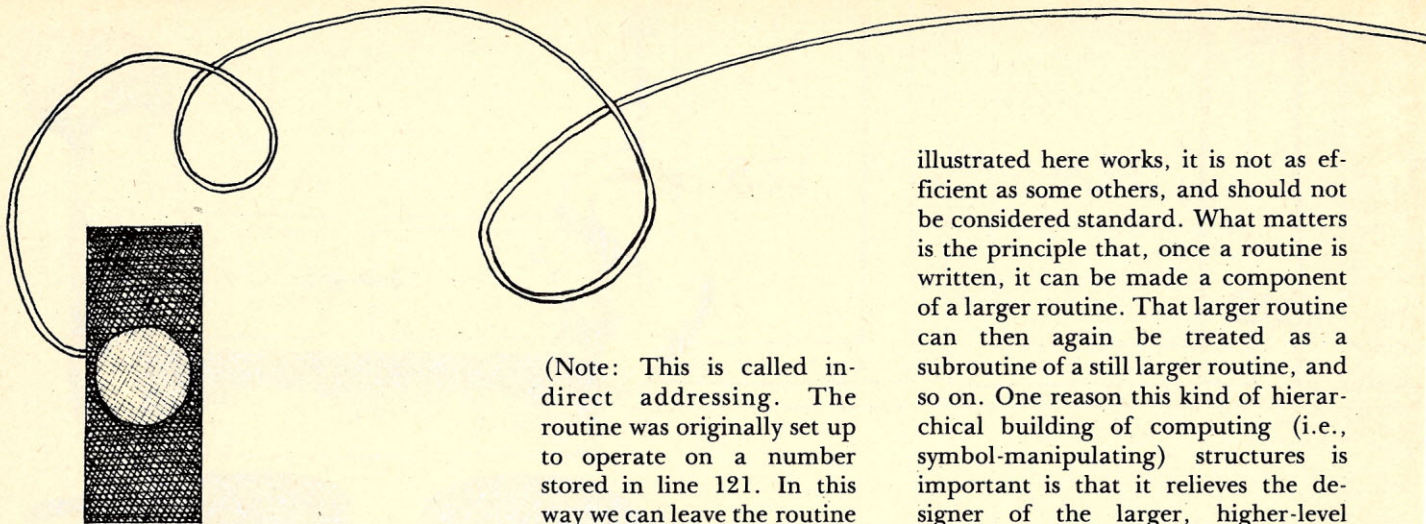 (Note: This is called in-
direct addressing. The
routine was originally set up
to operate on a number
stored in line 121. In this
way we can leave the routine
illustrated here works, it is not as ef-
ficient as some others, and should not
be considered standard. What matters
is the principle that, once a routine is
written, it can be made a component
of a larger routine. That larger routine
can then again be treated as a
subroutine of a still larger routine, and
so on. One reason this kind of hierar-
chical building of computing (i.e.,
symbol-manipulating) structures is
important is that it relieves the de-
signer of the larger, higher-level